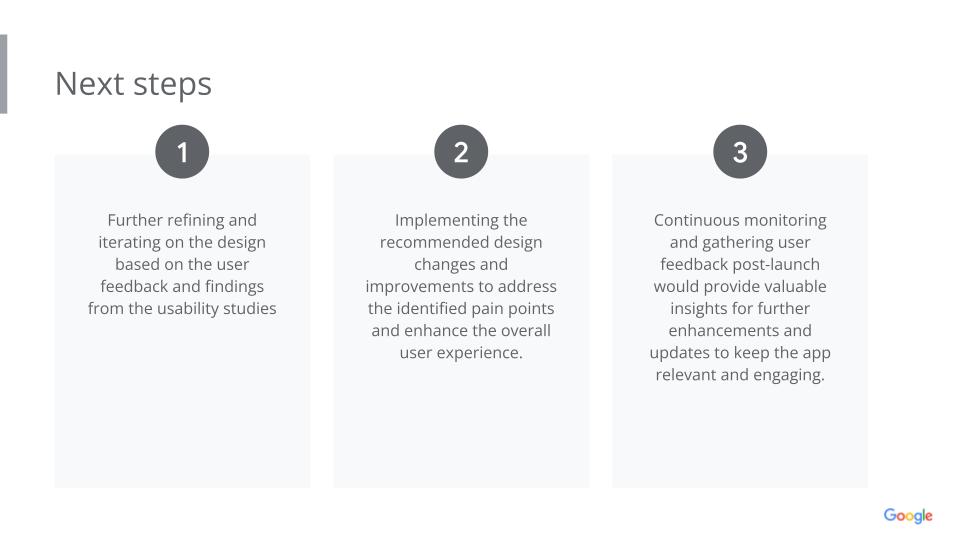 Next steps
1
Further refining and
iterating on the design
based on the user
feedback and findings
from the usability studies
2
Implementing the
recommended design
changes and
improvements to address
the identified pain points
and enhance the overall
user experience.
3
Continuous monitoring
and gathering user
feedback post-launch
would provide valuable
insights for further
enhancements and
updates to keep the app
relevant and engaging.
Google